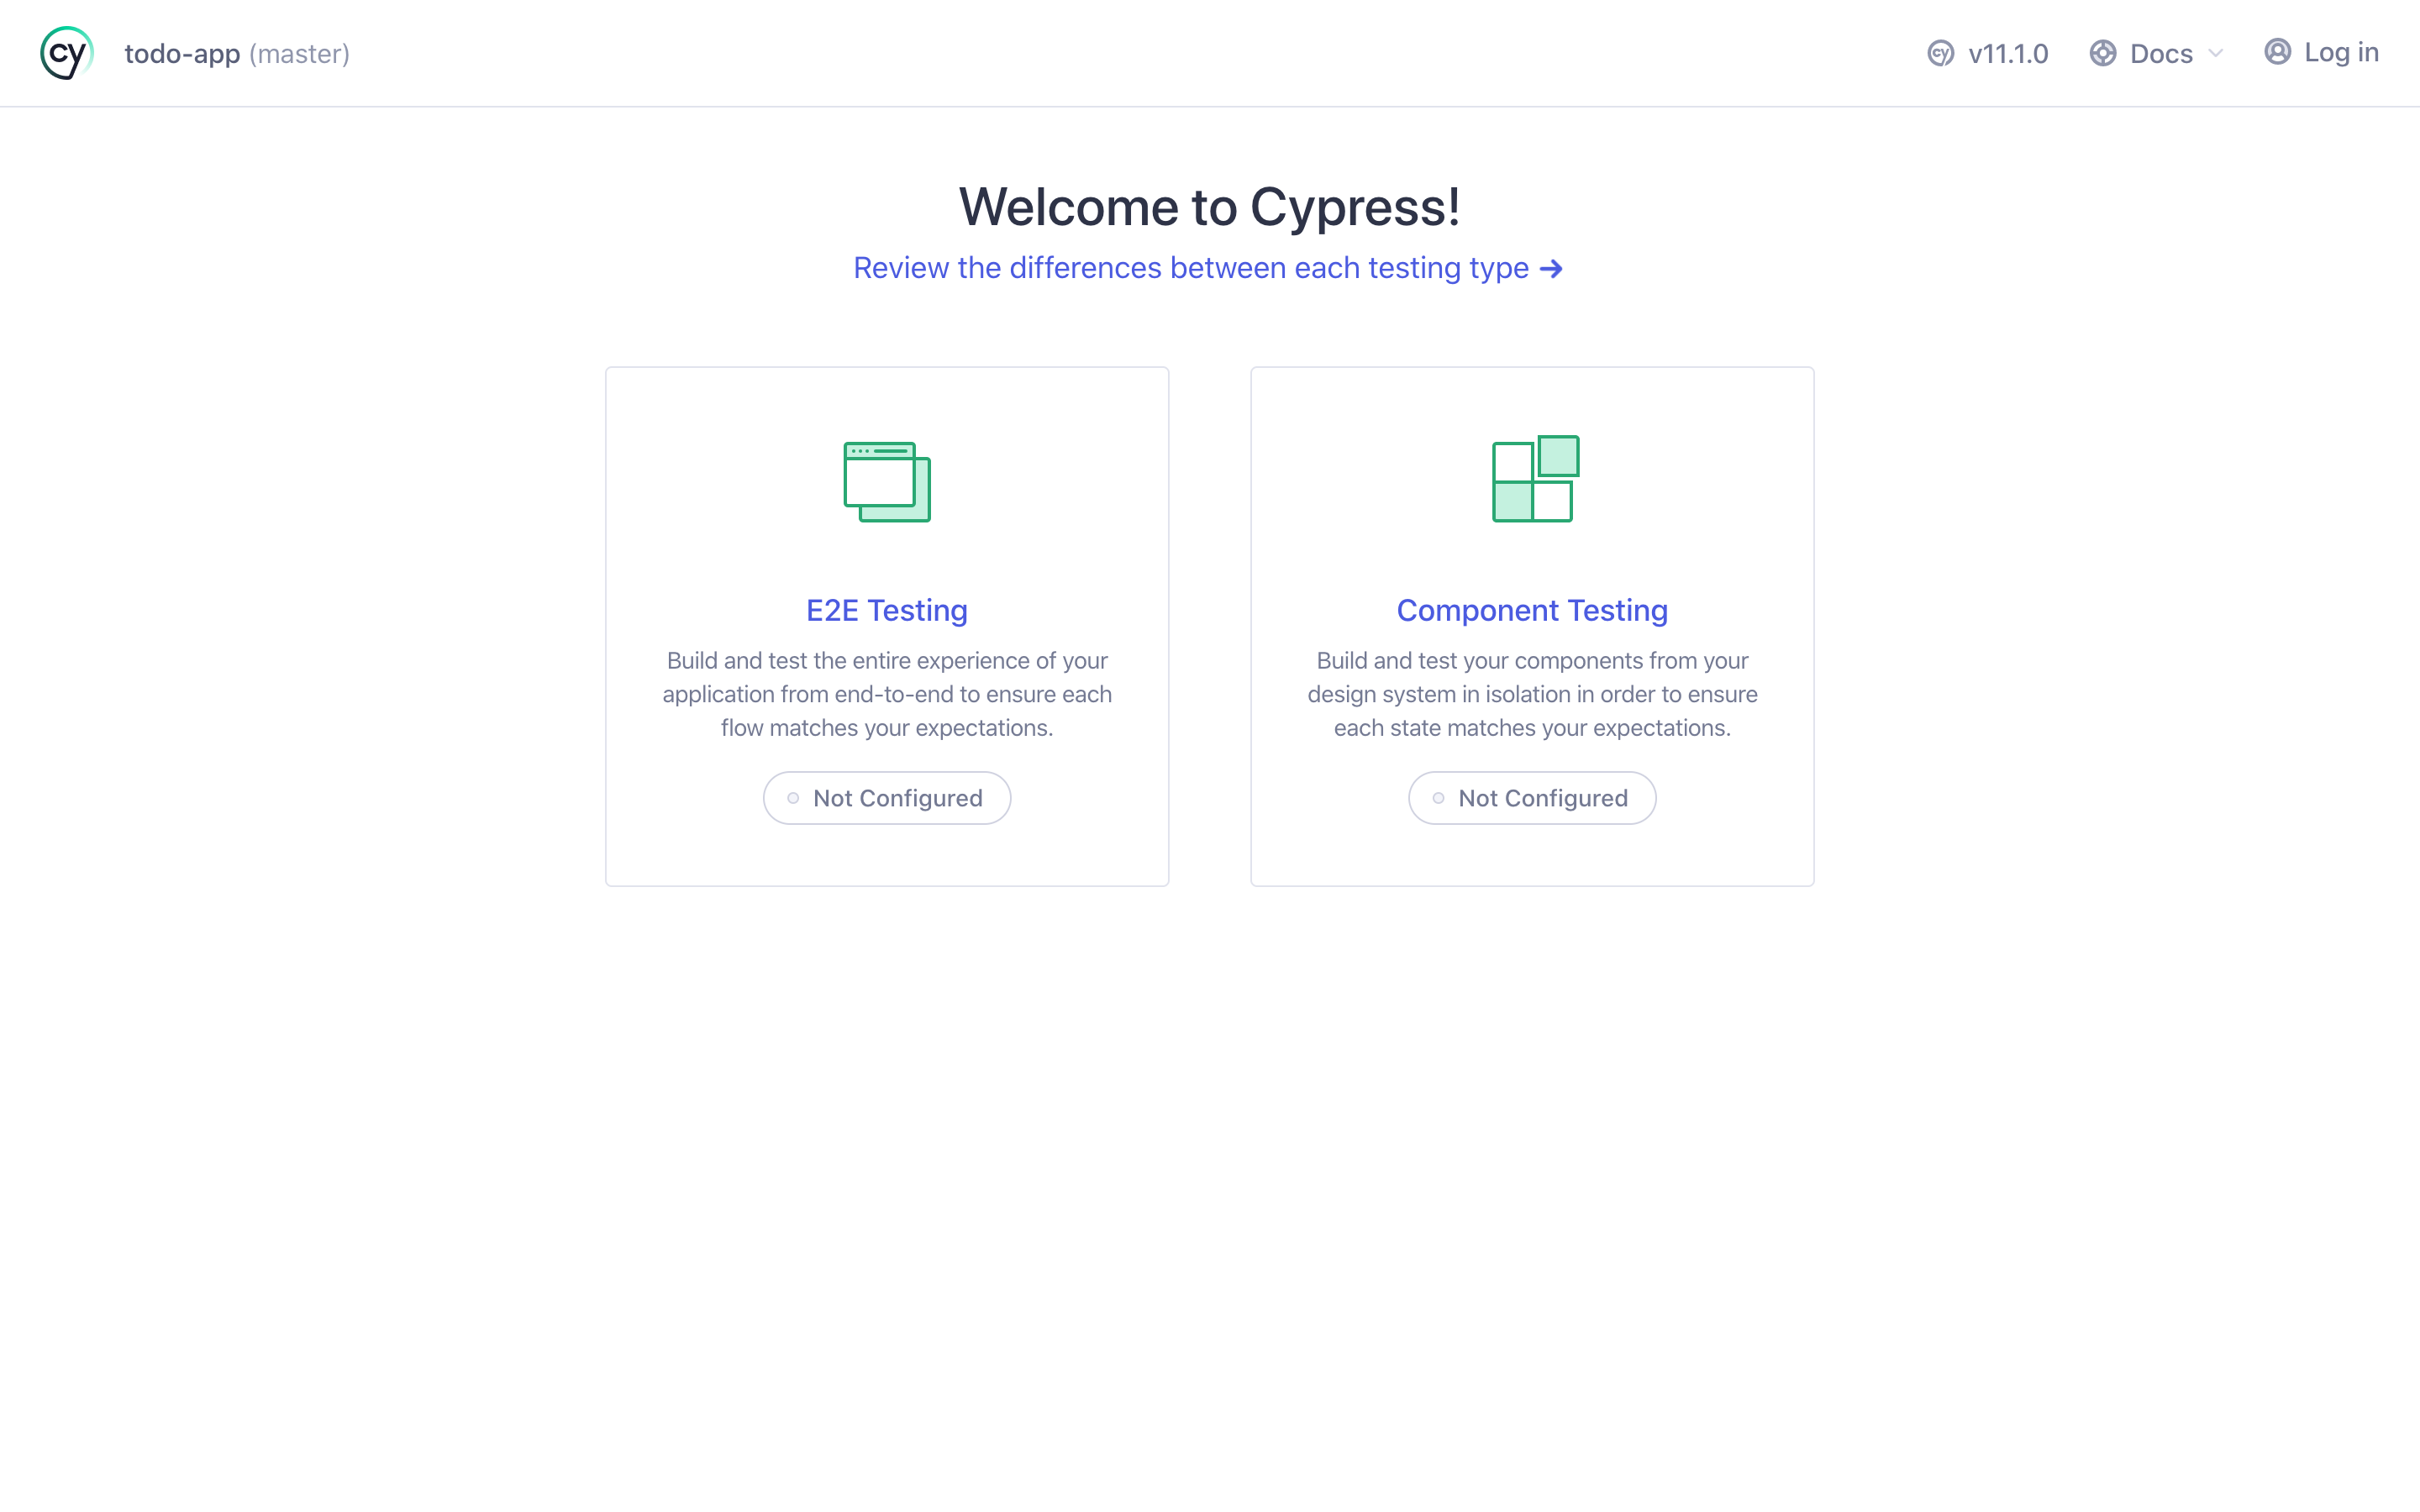 cy todo-app (master) cy v11.1.0 Docs Log in
Welcome to Cypress!
Review the differences between each testing type →
E2E Testing
Build and test the entire experience of your
application from end-to-end to ensure each
flow matches your expectations.
Not Configured
Component Testing
Build and test your components from your
design system in isolation in order to ensure
each state matches your expectations.
Not Configured